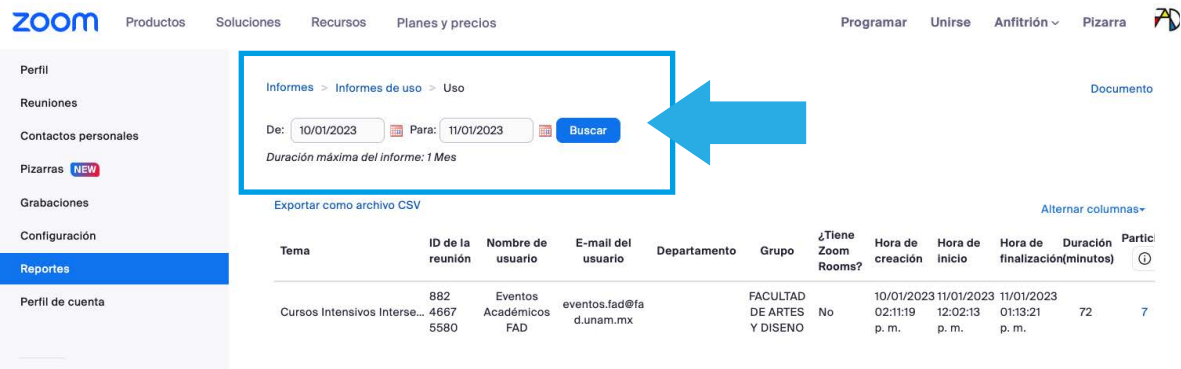 zoom Productos Soluciones Recursos Planes y precios Programar Unirse Anfitrión Pizarra
Perfil
Reuniones
Contactos personales
Pizarras NEW
Grabaciones
Configuración
Reportes
Perfil de cuenta
Informes > Informes de uso > Uso
Documento
De: 10/01/2023 Para: 11/01/2023 Buscar
Duración máxima del informe: 1 Mes
Exportar como archivo CSV
Alternar columnas
Tema
ID de la
reunión
Nombre de
usuario
E-mail del
usuario
Departamento
Grupo
¿Tiene
Zoom
Rooms?
Hora de
creación
Hora de
inicio
Hora de
finalización
Duración
(minutos)
Partici
Cursos Intensivos Interse...
882
4667
5580
Eventos
Académicos
FAD
eventos.fad@fa
d.unam.mx
FACULTAD
DE ARTES
Y DISENO
No
10/01/2023
02:11:19
p. m.
11/01/2023
12:02:13
p. m.
11/01/2023
01:13:21
p. m.
72
7